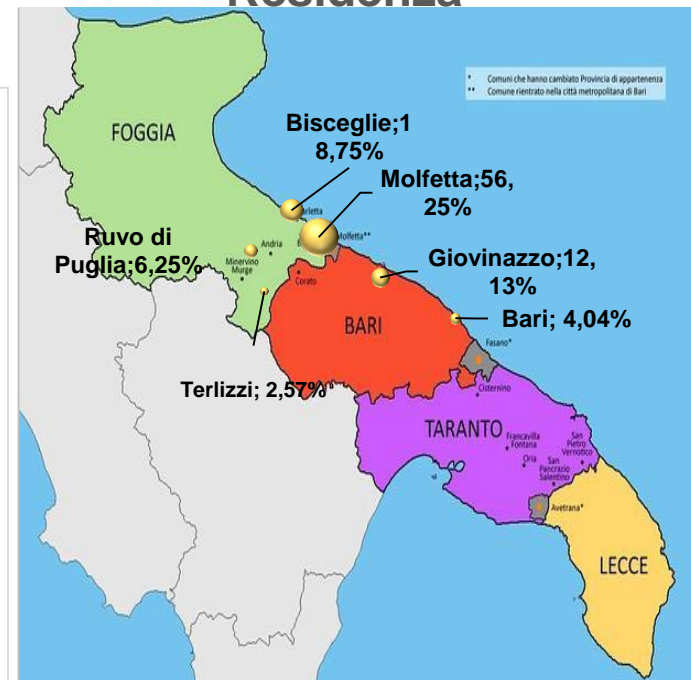 Residenza
* Comuni che hanno cambiato Provincia di appartenenza
** Comune rientrato nella città metropolitana di Bari
FOGGIA
Bisceglie;1
8,75%
Molfetta;56,
25%
arletta
Molfetta**
Ruvo di
Puglia;6,25%
Andria
Minervino
Murge
Corato
Giovinazzo;12,
13%
BARI
Bari; 4,04%
Fasano*
Terlizzi; 2,57%
Cisternino
TARANTO
Francavilla
Fontana
Oria
San
Pietro
Vernotico
San
Pancrazio
Salentino
Avetrana*
LECCE